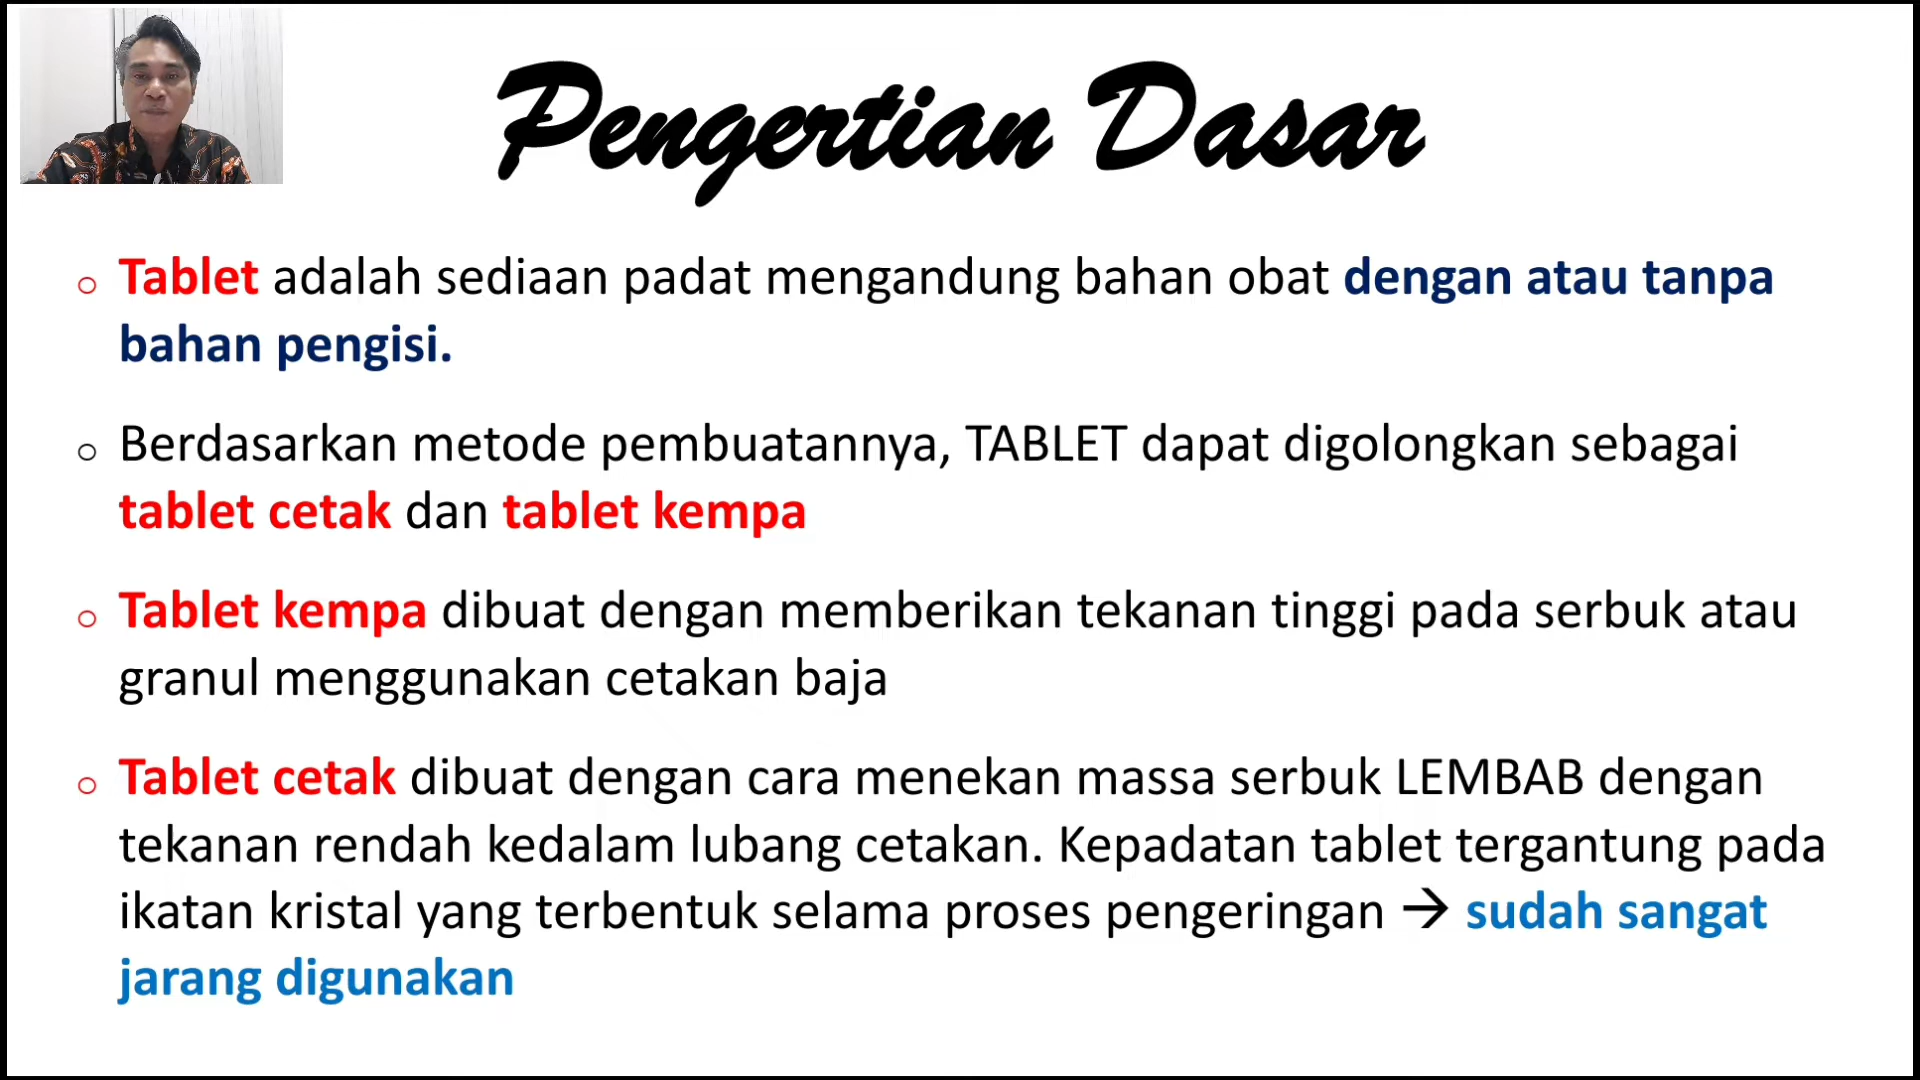 Pengertian Dasar
Tablet adalah sediaan padat mengandung bahan obat dengan atau tanpa
bahan pengisi.
Berdasarkan metode pembuatannya, TABLET dapat digolongkan sebagai
tablet cetak dan tablet kempa
Tablet kempa dibuat dengan memberikan tekanan tinggi pada serbuk atau
granul menggunakan cetakan baja
Tablet cetak dibuat dengan cara menekan massa serbuk LEMBAB dengan
tekanan rendah kedalam lubang cetakan. Kepadatan tablet tergantung pada
ikatan kristal yang terbentuk selama proses pengeringan → sudah sangat
jarang digunakan